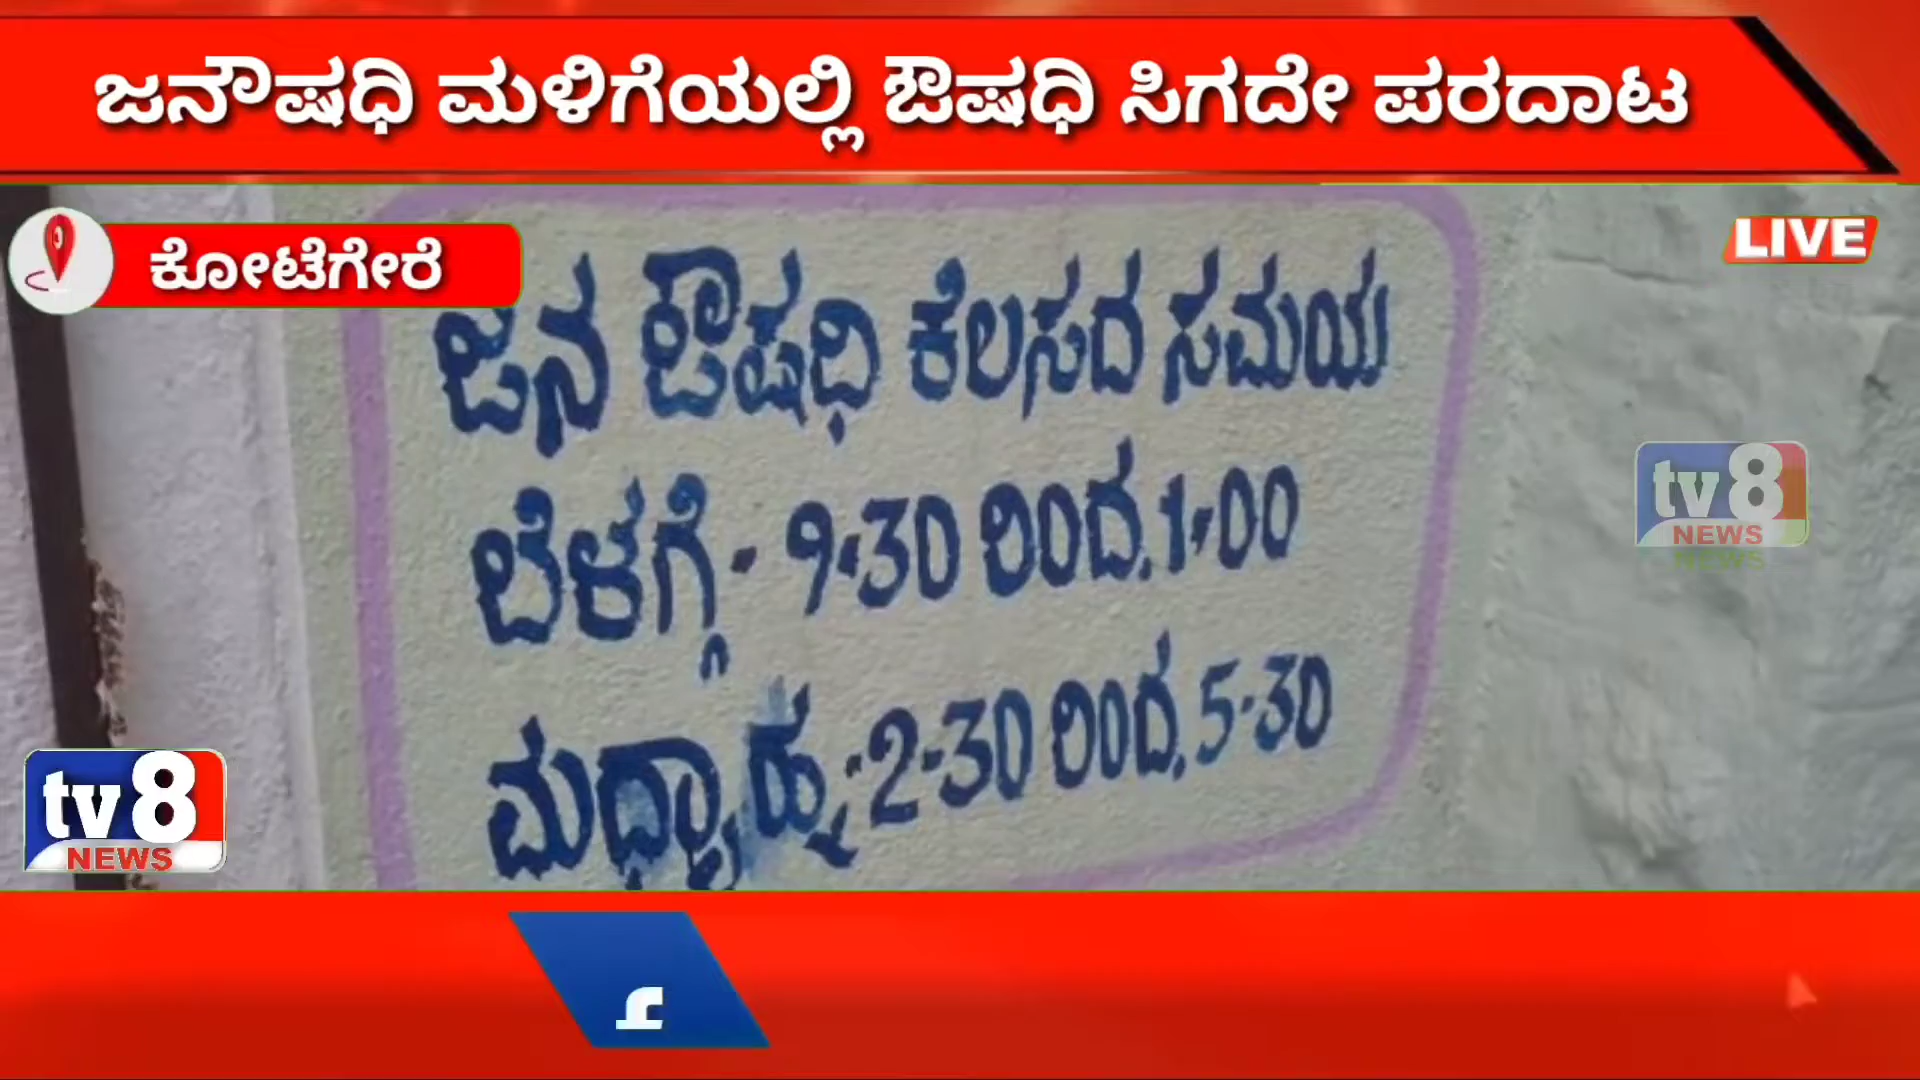 ಜನೌಷಧಿ ಮಳಿಗೆಯಲ್ಲಿ ಔಷಧಿ ಸಿಗದೇ ಪರದಾಟ
ಕೋಟೆಗೇರೆ
LIVE
ಜನ ಔಷಧಿ ಕೆಲಸದ ಸಮಯ
ಬೆಳಗ್ಗೆ - 9-30 ರಿಂದ. 1-00
ಮಧ್ಯಾಹ್ನ - 2-30 ರಿಂದ. 5-30
tv8
NEWS
tv8
NEWS